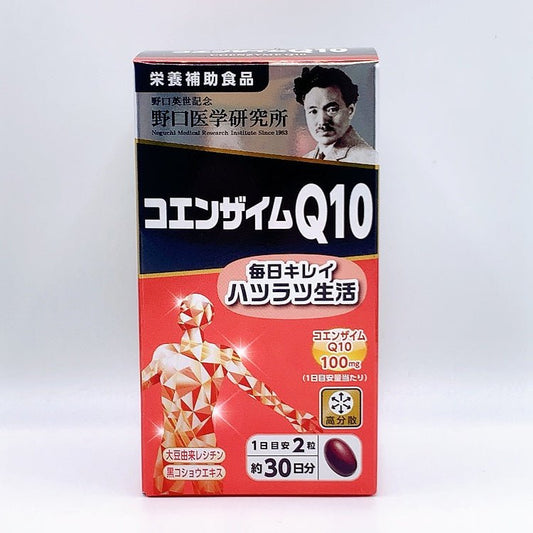 栄養補助食品
野口英世記念
野口医学研究所
Noguchi Medical Research Institute Since 1983
コエンザイムQ10
毎日キレイ
ハツラツ生活
コエンザイム
Q10
100mg
(1日目安量当たり)
高分散
大豆由来レシチン
黒コショウエキス
1日目安2粒
約30日分